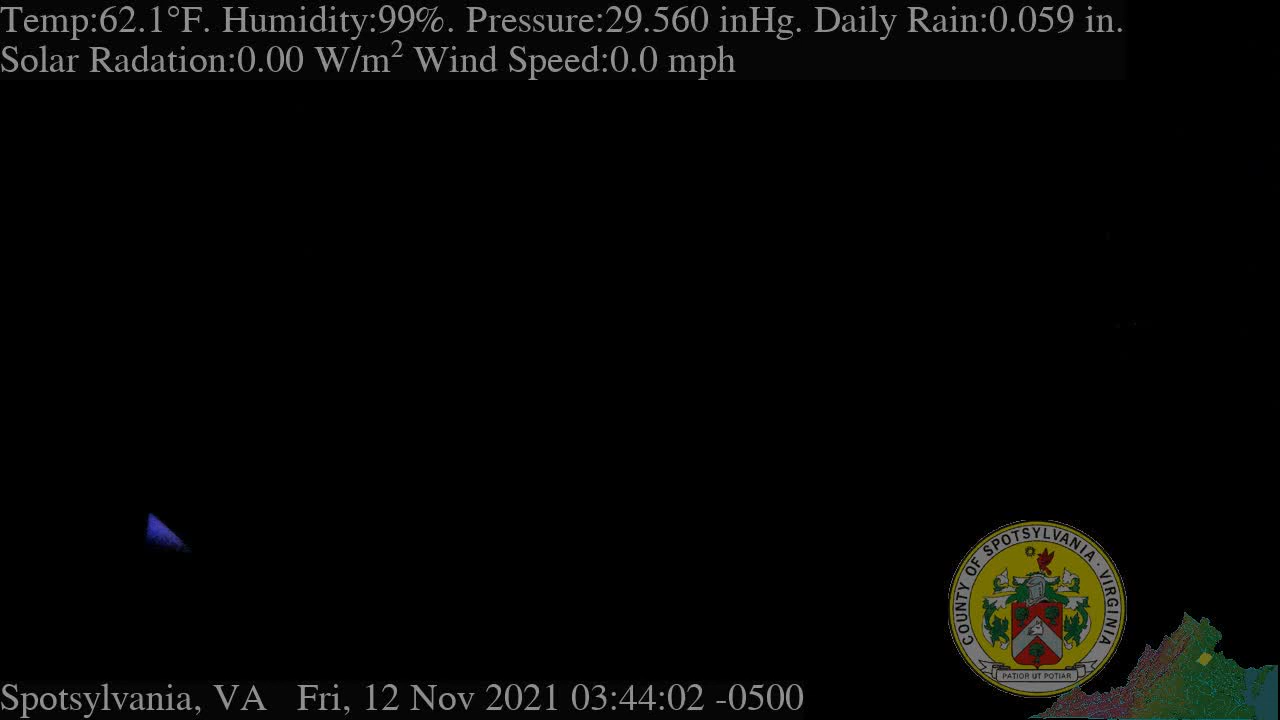 Temp:62.1°F. Humidity:99%. Pressure:29.560 inHg. Daily Rain:0.059 in.
Solar Radation:0.00 W/m² Wind Speed:0.0 mph
COUNTY OF SPOTSYLVANIA · VIRGINIA
PATIOR UT POTIAR
Spotsylvania, VA Fri, 12 Nov 2021 03:44:02 -0500